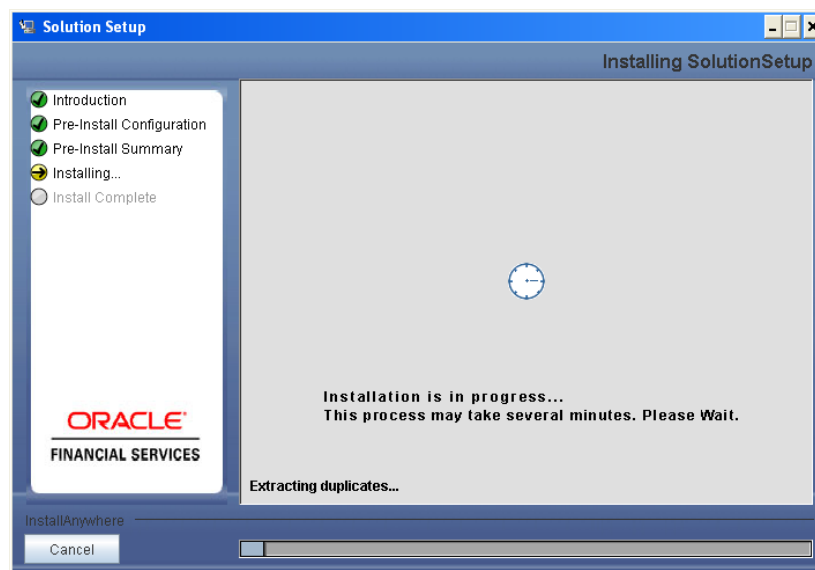 Solution Setup
Installing SolutionSetup
Introduction
Pre-Install Configuration
Pre-Install Summary
Installing...
Install Complete
ORACLE
FINANCIAL SERVICES
Installation is in progress...
This process may take several minutes. Please Wait.
Extracting duplicates...
InstallAnywhere
Cancel